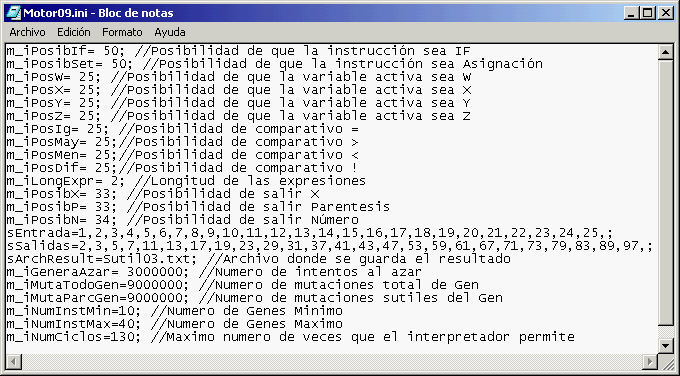 Motor09.ini - Bloc de notas
Archivo Edición Formato Ayuda
m_iPosibIf= 50; //Posibilidad de que la instrucción sea IF
m_iPosibSet= 50; //Posibilidad de que la instrucción sea Asignación
m_iPosW= 25; //Posibilidad de que la variable activa sea W
m_iPosX= 25; //Posibilidad de que la variable activa sea X
m_iPosY= 25; //Posibilidad de que la variable activa sea Y
m_iPosZ= 25; //Posibilidad de que la variable activa sea Z
m_iPosIg= 25; //Posibilidad de comparativo =
m_iPosMay= 25;//Posibilidad de comparativo >
m_iPosMen= 25;//Posibilidad de comparativo <
m_iPosDif= 25;//Posibilidad de comparativo !
m_iLongExpr= 2; //Longitud de las expresiones
m_iPosibX= 33; //Posibilidad de salir X
m_iPosibP= 33; //Posibilidad de salir Parentesis
m_iPosibN= 34; //Posibilidad de salir Número
sEntrada=1,2,3,4,5,6,7,8,9,10,11,12,13,14,15,16,17,18,19,20,21,22,23,24,25,;
sSalidas=2,3,5,7,11,13,17,19,23,29,31,37,41,43,47,53,59,61,67,71,73,79,83,89,97,;
sArchResult=Sutil03.txt; //Archivo donde se guarda el resultado
m_iGeneraAzar= 3000000; //Numero de intentos al azar
m_iMutaTodoGen=9000000; //Numero de mutaciones total de Gen
m_iMutaParcGen=9000000; //Numero de mutaciones sutiles del Gen
m_iNumInstMin=10; //Numero de Genes Minimo
m_iNumInstMax=40; //Numero de Genes Maximo
m_iNumCiclos=130; //Maximo numero de veces que el interpretador permite